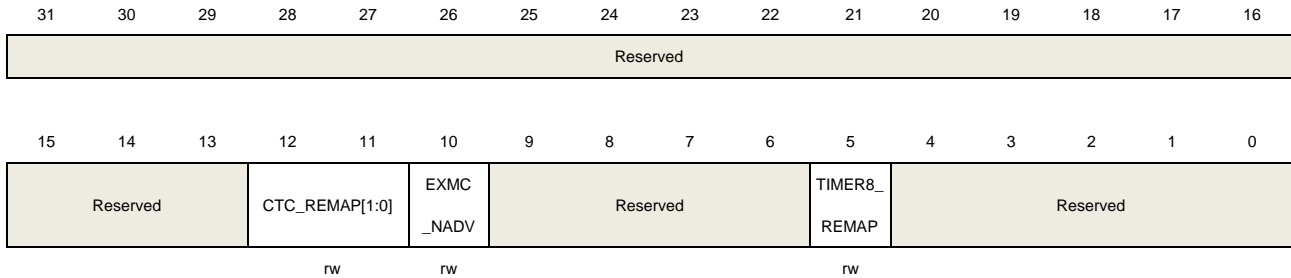 31 30 29 28 27 26 25 24 23 22 21 20 19 18 17 16
Reserved
15 14 13 12 11 10 9 8 7 6 5 4 3 2 1 0
Reserved CTC_REMAP[1:0] EXMC _NADV Reserved TIMER8_ REMAP Reserved
rw rw rw